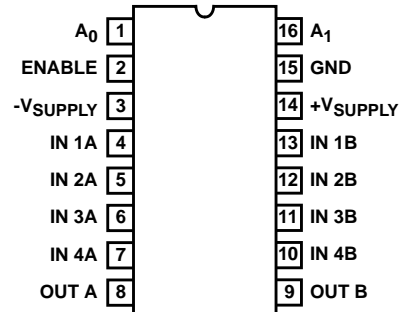 A0 1 16 A1
ENABLE 2 15 GND
-VSUPPLY 3 14 +VSUPPLY
IN 1A 4 13 IN 1B
IN 2A 5 12 IN 2B
IN 3A 6 11 IN 3B
IN 4A 7 10 IN 4B
OUT A 8 9 OUT B